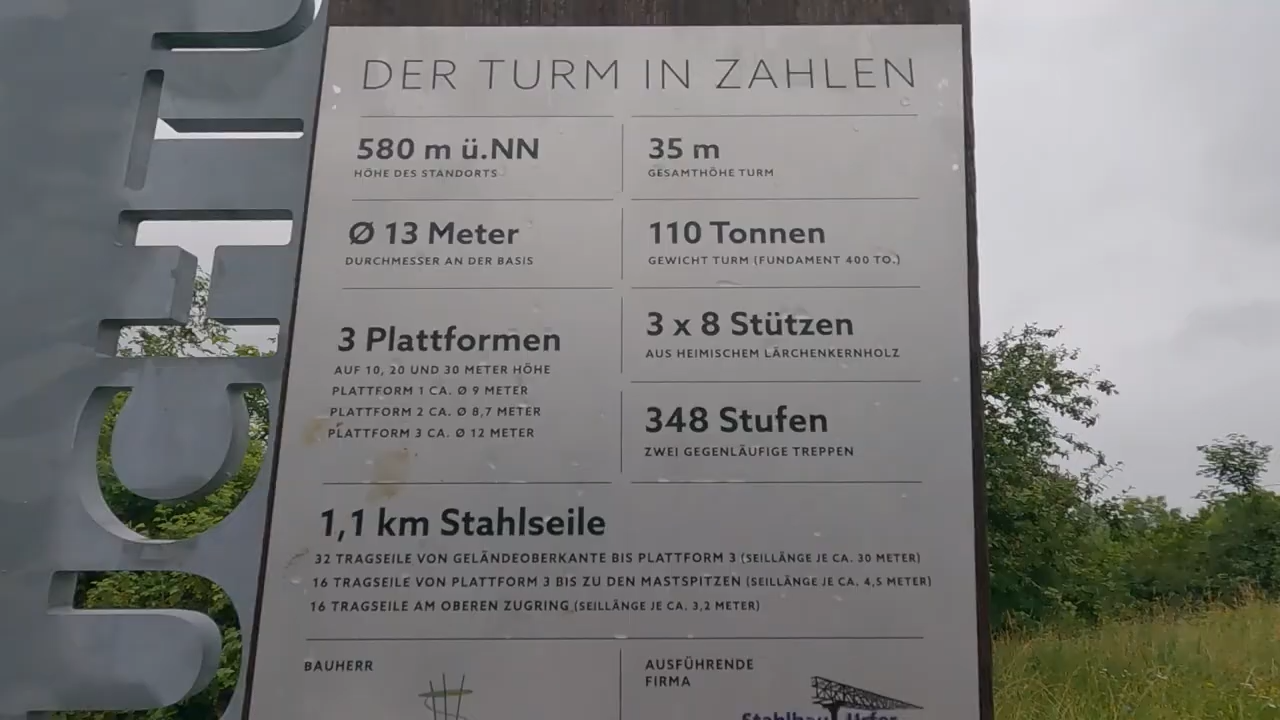 DER TURM IN ZAHLEN
580 m ü.NN
HÖHE DES STANDORTS
35 m
GESAMTHÖHE TURM
Ø 13 Meter
DURCHMESSER AN DER BASIS
110 Tonnen
GEWICHT TURM (FUNDAMENT 400 TO.)
3 Plattformen
AUF 10, 20 UND 30 METER HÖHE
PLATTFORM 1 CA. Ø 9 METER
PLATTFORM 2 CA. Ø 8,7 METER
PLATTFORM 3 CA. Ø 12 METER
3 x 8 Stützen
AUS HEIMISCHEM LÄRCHENKERNHOLZ
348 Stufen
ZWEI GEGENLÄUFIGE TREPPEN
1,1 km Stahlseile
32 TRAGSEILE VON GELÄNDEOBERKANTE BIS PLATTFORM 3 (SEILLÄNGE JE CA. 30 METER)
16 TRAGSEILE VON PLATTFORM 3 BIS ZU DEN MASTSPITZEN (SEILLÄNGE JE CA. 4,5 METER)
16 TRAGSEILE AM OBEREN ZUGRING (SEILLÄNGE JE CA. 3,2 METER)
BAUHERR
AUSFÜHRENDE
FIRMA
Stahlbau Urfer